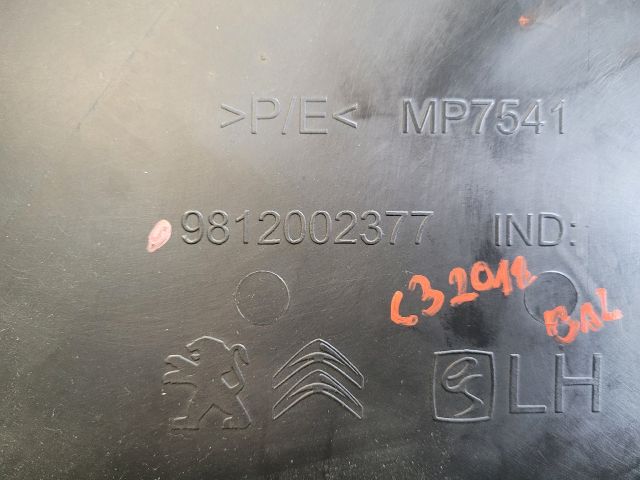 >P/E< MP7541
9812002377 IND:
C3 2018
BAL
LH